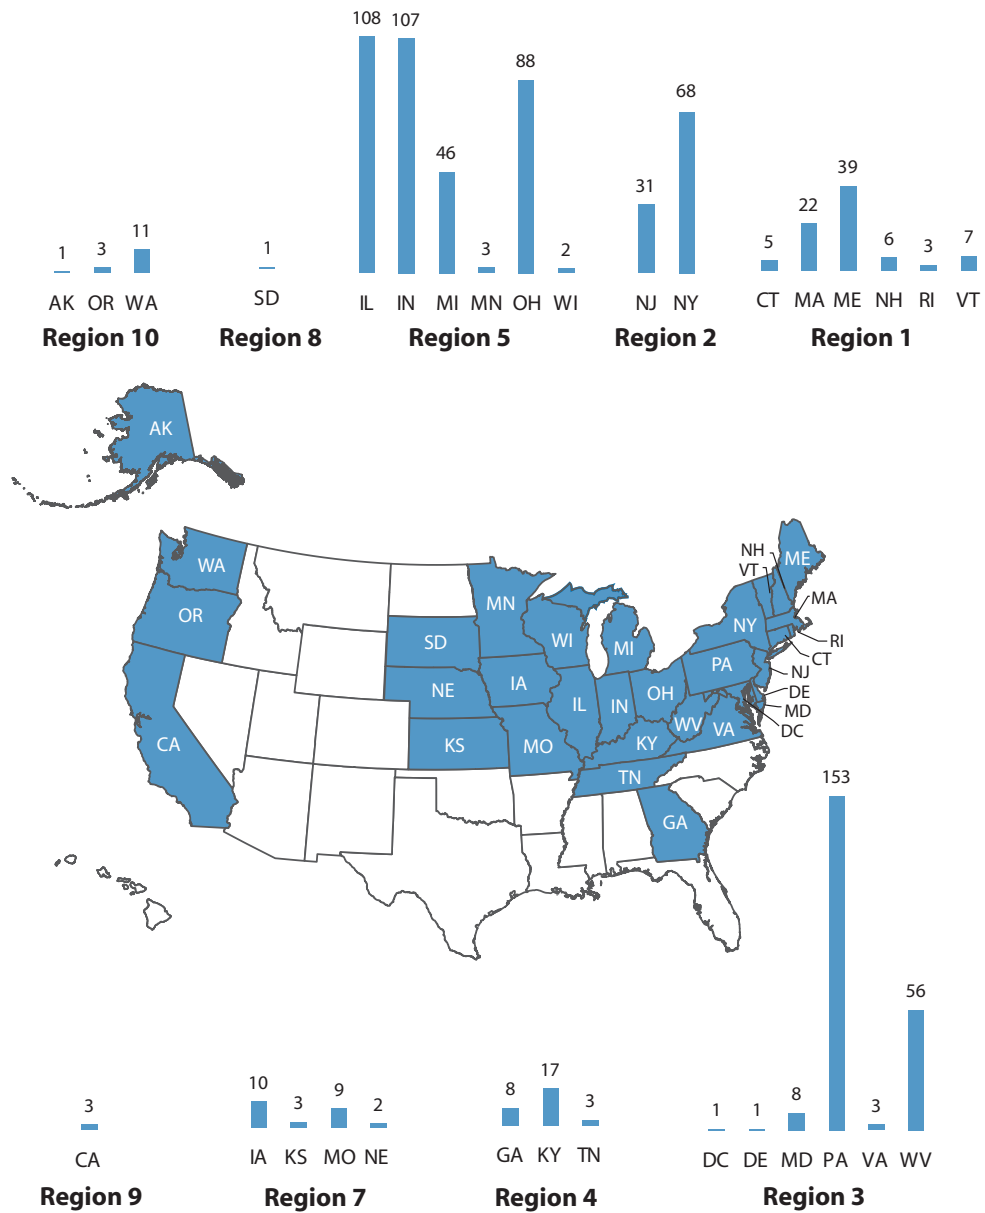 108
107
88
68
46
39
31
22
11
1
3
1
3
2
5
6
3
7
AK OR WA
SD
IL IN MI MN OH WI
NJ NY
CT MA ME NH RI VT
Region 10
Region 8
Region 5
Region 2
Region 1
AK
WA
OR
CA
SD
NE
KS
MN
IA
MO
WI
IL
MI
IN
OH
KY
TN
GA
WV
VA
PA
NY
NH
VT
ME
MA
RI
CT
NJ
DE
MD
DC
153
56
3
10
3
9
2
8
17
3
1
1
8
3
CA
IA KS MO NE
GA KY TN
DC DE MD PA VA WV
Region 9
Region 7
Region 4
Region 3